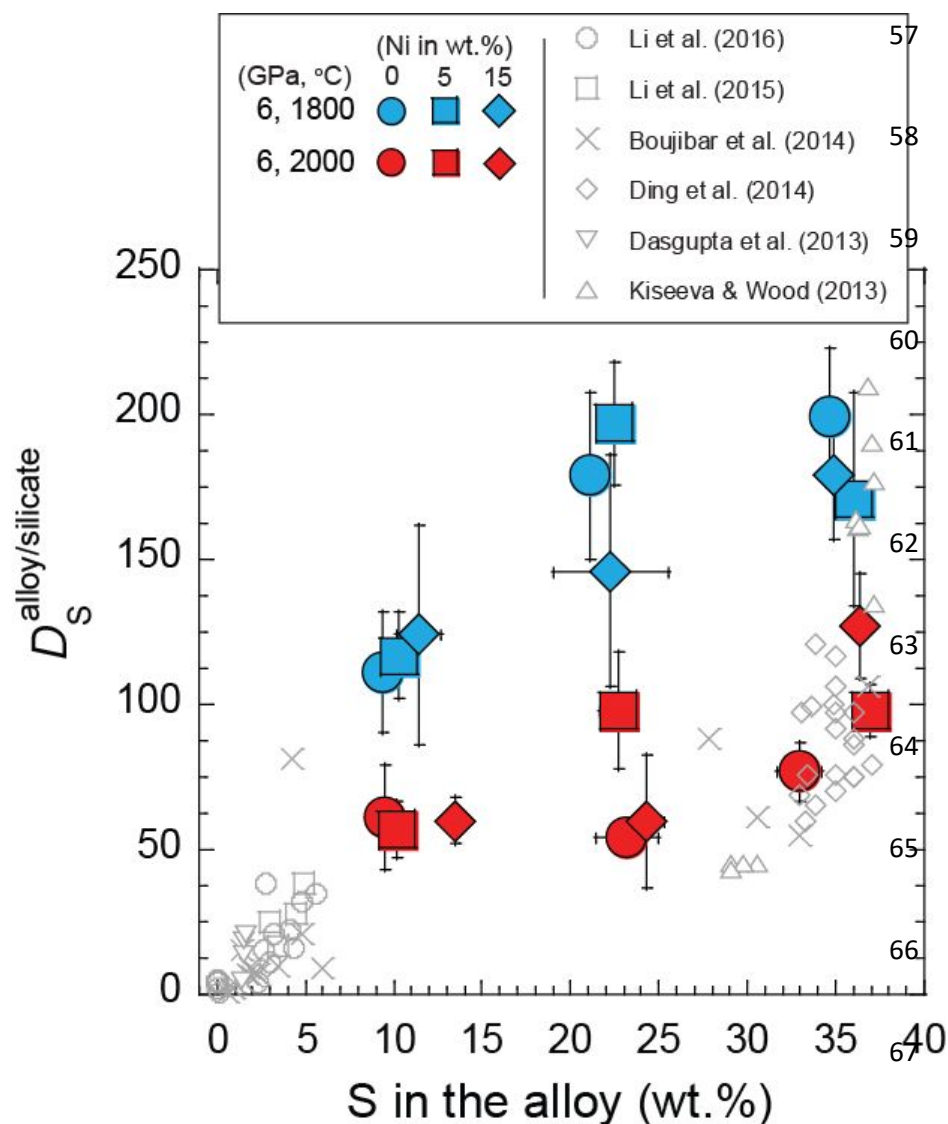 (Ni in wt.%)
(GPa, °C) 0 5 15
6, 1800
6, 2000
Li et al. (2016)
Li et al. (2015)
Boujibar et al. (2014)
Ding et al. (2014)
Dasgupta et al. (2013)
Kiseeva & Wood (2013)
57
58
59
60
61
62
63
64
65
66
67
250
200
150
100
50
0
D_S^alloy/silicate
0 5 10 15 20 25 30 35 40
S in the alloy (wt.%)